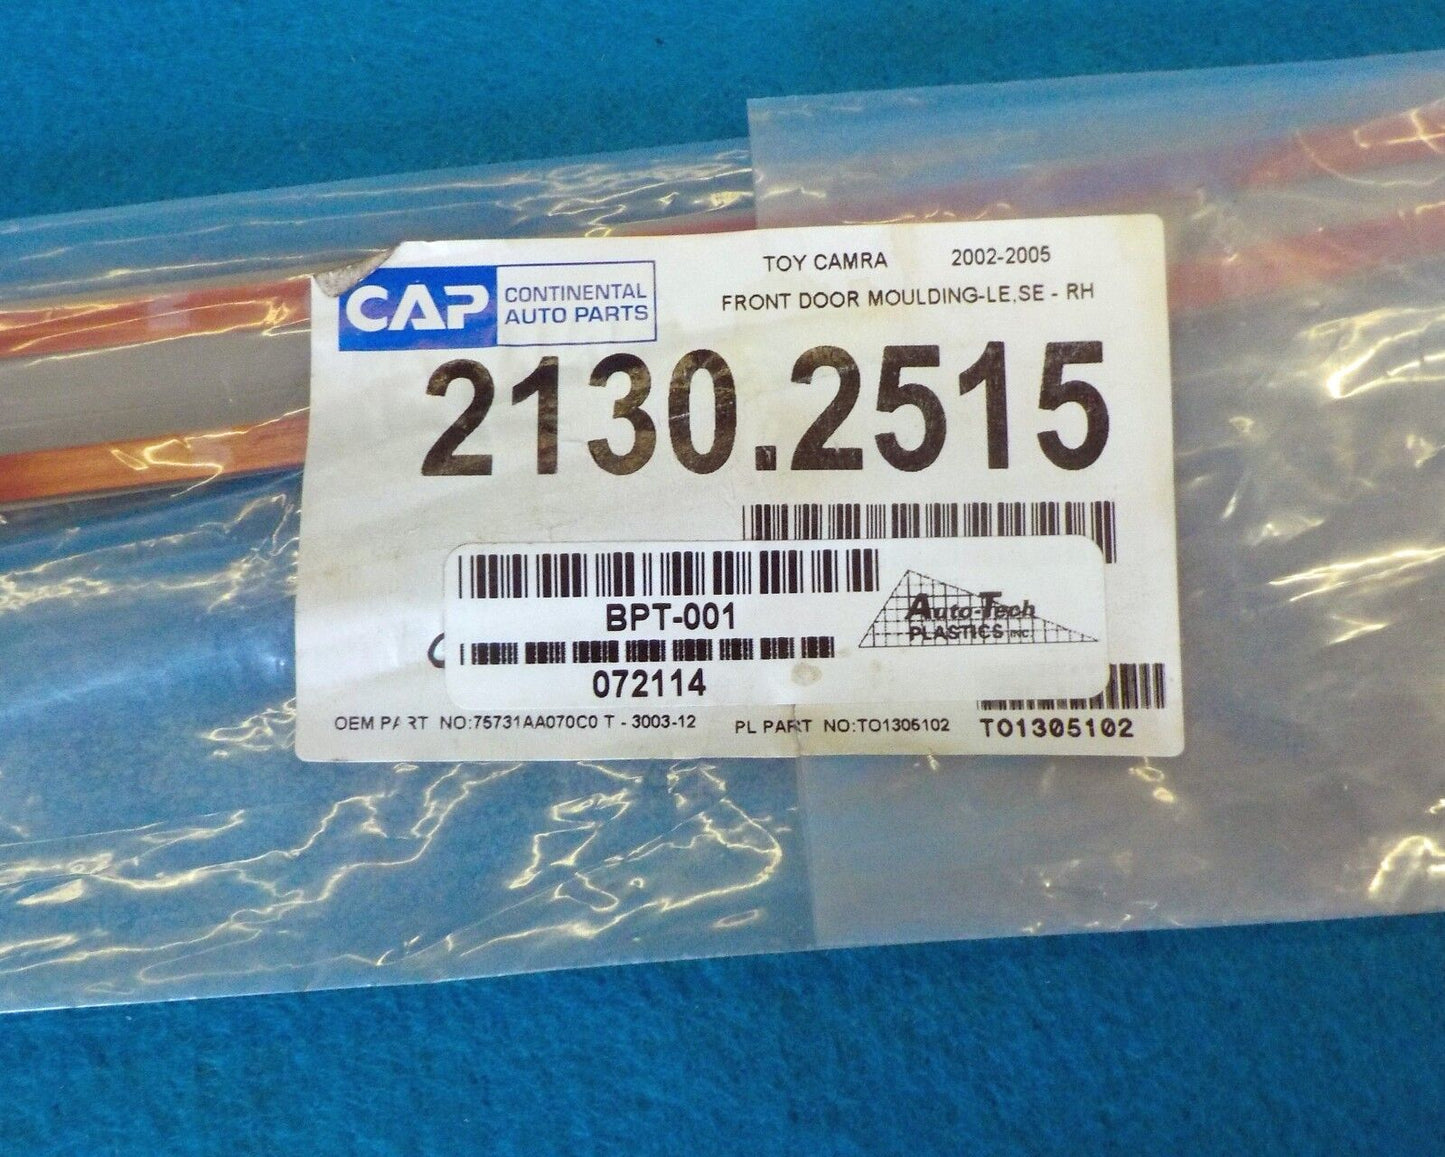 TOY CAMRA 2002-2005
FRONT DOOR MOULDING-LE,SE - RH
CAP CONTINENTAL
AUTO PARTS
2130.2515
BPT-001
Auto-Tech
PLASTICS INC
072114
OEM PART NO:75731AA070C0 T - 3003-12
PL PART NO:TO1305102
TO1305102